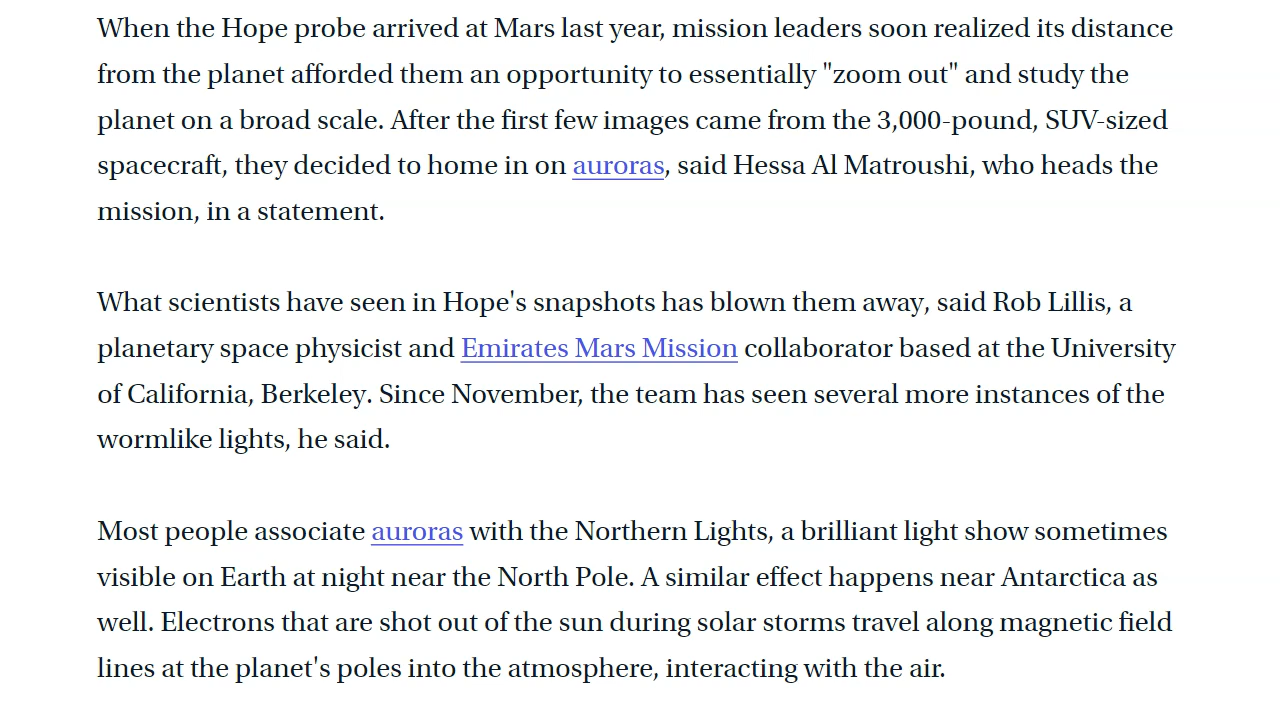 When the Hope probe arrived at Mars last year, mission leaders soon realized its distance
from the planet afforded them an opportunity to essentially "zoom out" and study the
planet on a broad scale. After the first few images came from the 3,000-pound, SUV-sized
spacecraft, they decided to home in on auroras, said Hessa Al Matroushi, who heads the
mission, in a statement.
What scientists have seen in Hope's snapshots has blown them away, said Rob Lillis, a
planetary space physicist and Emirates Mars Mission collaborator based at the University
of California, Berkeley. Since November, the team has seen several more instances of the
wormlike lights, he said.
Most people associate auroras with the Northern Lights, a brilliant light show sometimes
visible on Earth at night near the North Pole. A similar effect happens near Antarctica as
well. Electrons that are shot out of the sun during solar storms travel along magnetic field
lines at the planet's poles into the atmosphere, interacting with the air.